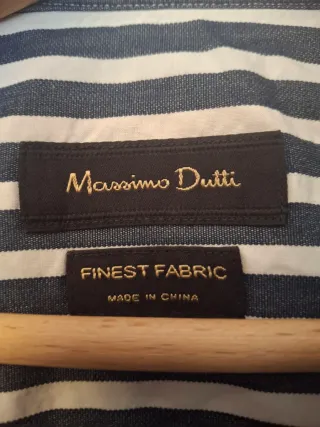 Massimo Dutti
FINEST FABRIC
MADE IN CHINA